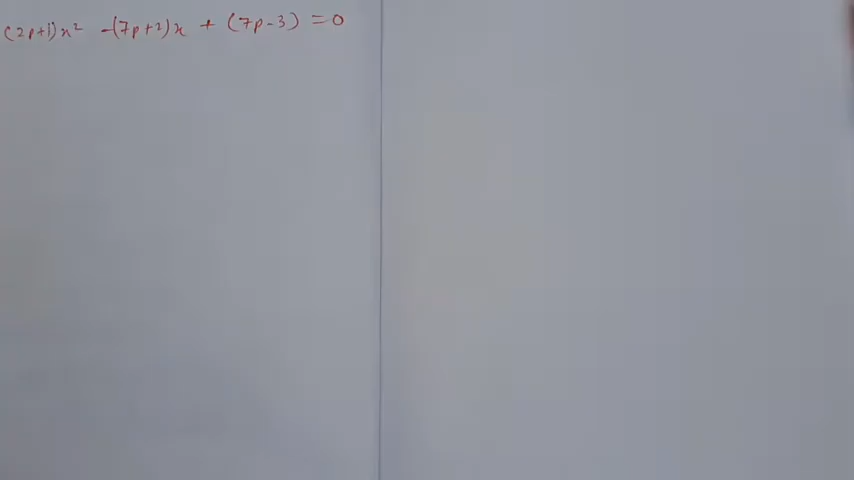 (2p+1)x² -(7p+2)x + (7p-3) = 0